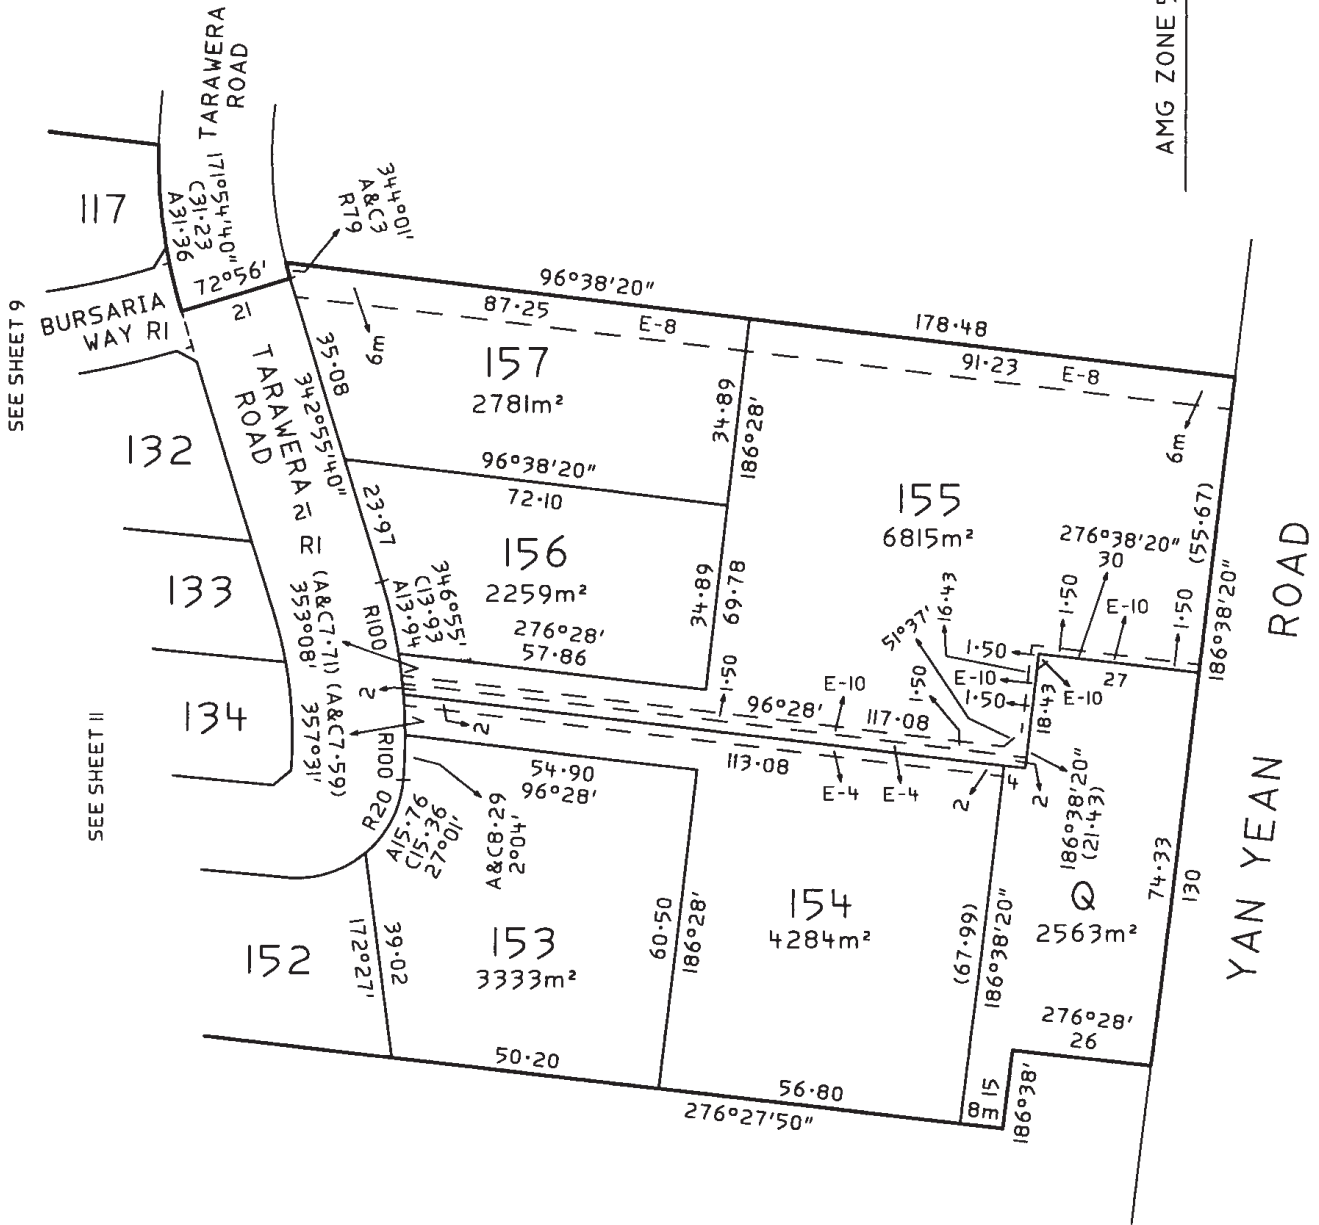 TARAWERA
ROAD
AMG ZONE
171°54'40"
C31·23
A31·36
344°01'
A&C3
R79
117
72°56'
21
BURSARIA
WAY R1
SEE SHEET 9
96°38'20"
87·25
E-8
178·48
91·23
E-8
6m
6m
157
2781m²
35·08
342°55'40"
TARAWERA
ROAD
21
R1
34·89
186°28'
132
96°38'20"
72·10
23·97
155
6815m²
(55·67)
156
2259m²
276°28'
57·86
34·89
69·78
276°38'20"
30
1·50
E-10
1·50
27
186°38'20"
YAN YEAN ROAD
133
(A&C7·71)
353°08'
(A&C7·59)
357°31'
R100
346°55'
C13·93
A13·94
51°37'
16·43
1·50
E-10
1·50
E-10
18·43
1·50
1·50
E-10
96°28'
117·08
2
2
134
SEE SHEET 11
R100
R20
54·90
96°28'
113·08
E-4
E-4
2
4
2
186°38'20"
(21·43)
A15·76
C15·36
27°01'
A&C8·29
2°04'
74·33
130
Q
2563m²
154
4284m²
153
3333m²
152
39·02
172°27'
60·50
186°28'
(67·99)
186°38'20"
276°28'
26
50·20
56·80
276°27'50"
8m
15
186°38'